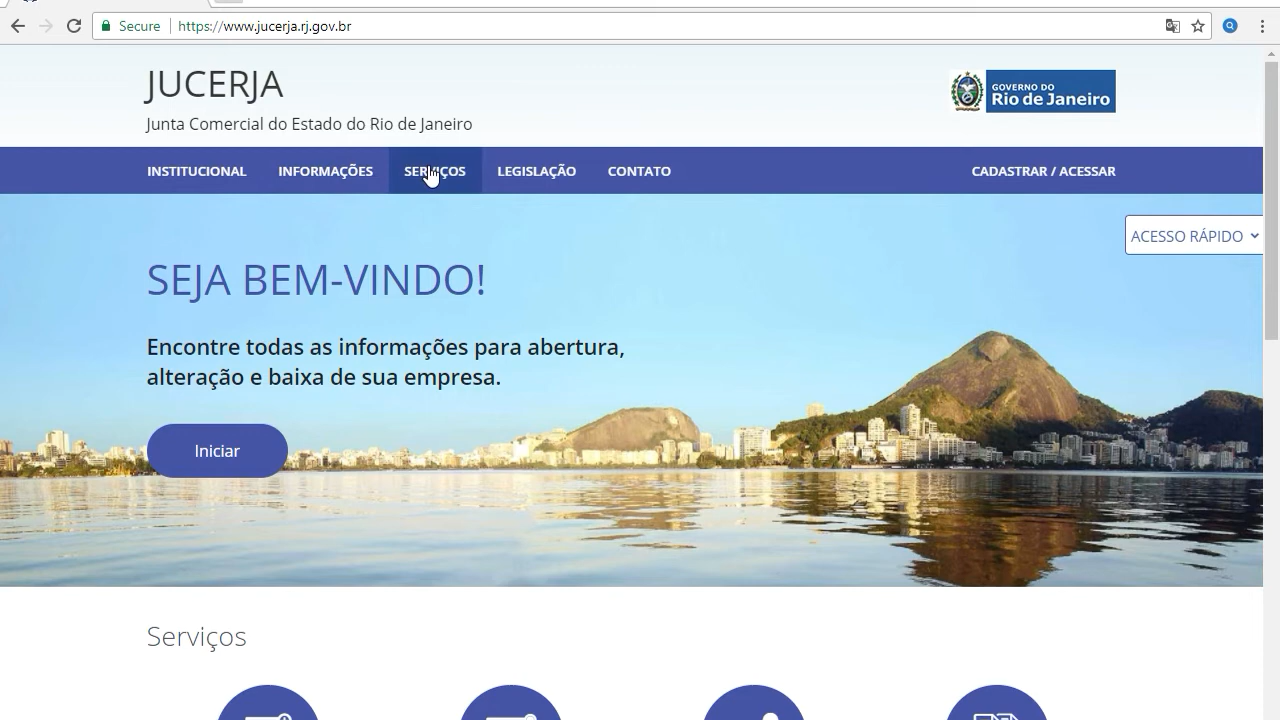 Secure
https://www.jucerja.rj.gov.br
JUCERJA
Junta Comercial do Estado do Rio de Janeiro
GOVERNO DO
Rio de Janeiro
INSTITUCIONAL
INFORMAÇÕES
SERVIÇOS
LEGISLAÇÃO
CONTATO
CADASTRAR / ACESSAR
ACESSO RÁPIDO
SEJA BEM-VINDO!
Encontre todas as informações para abertura,
alteração e baixa de sua empresa.
Iniciar
Serviços